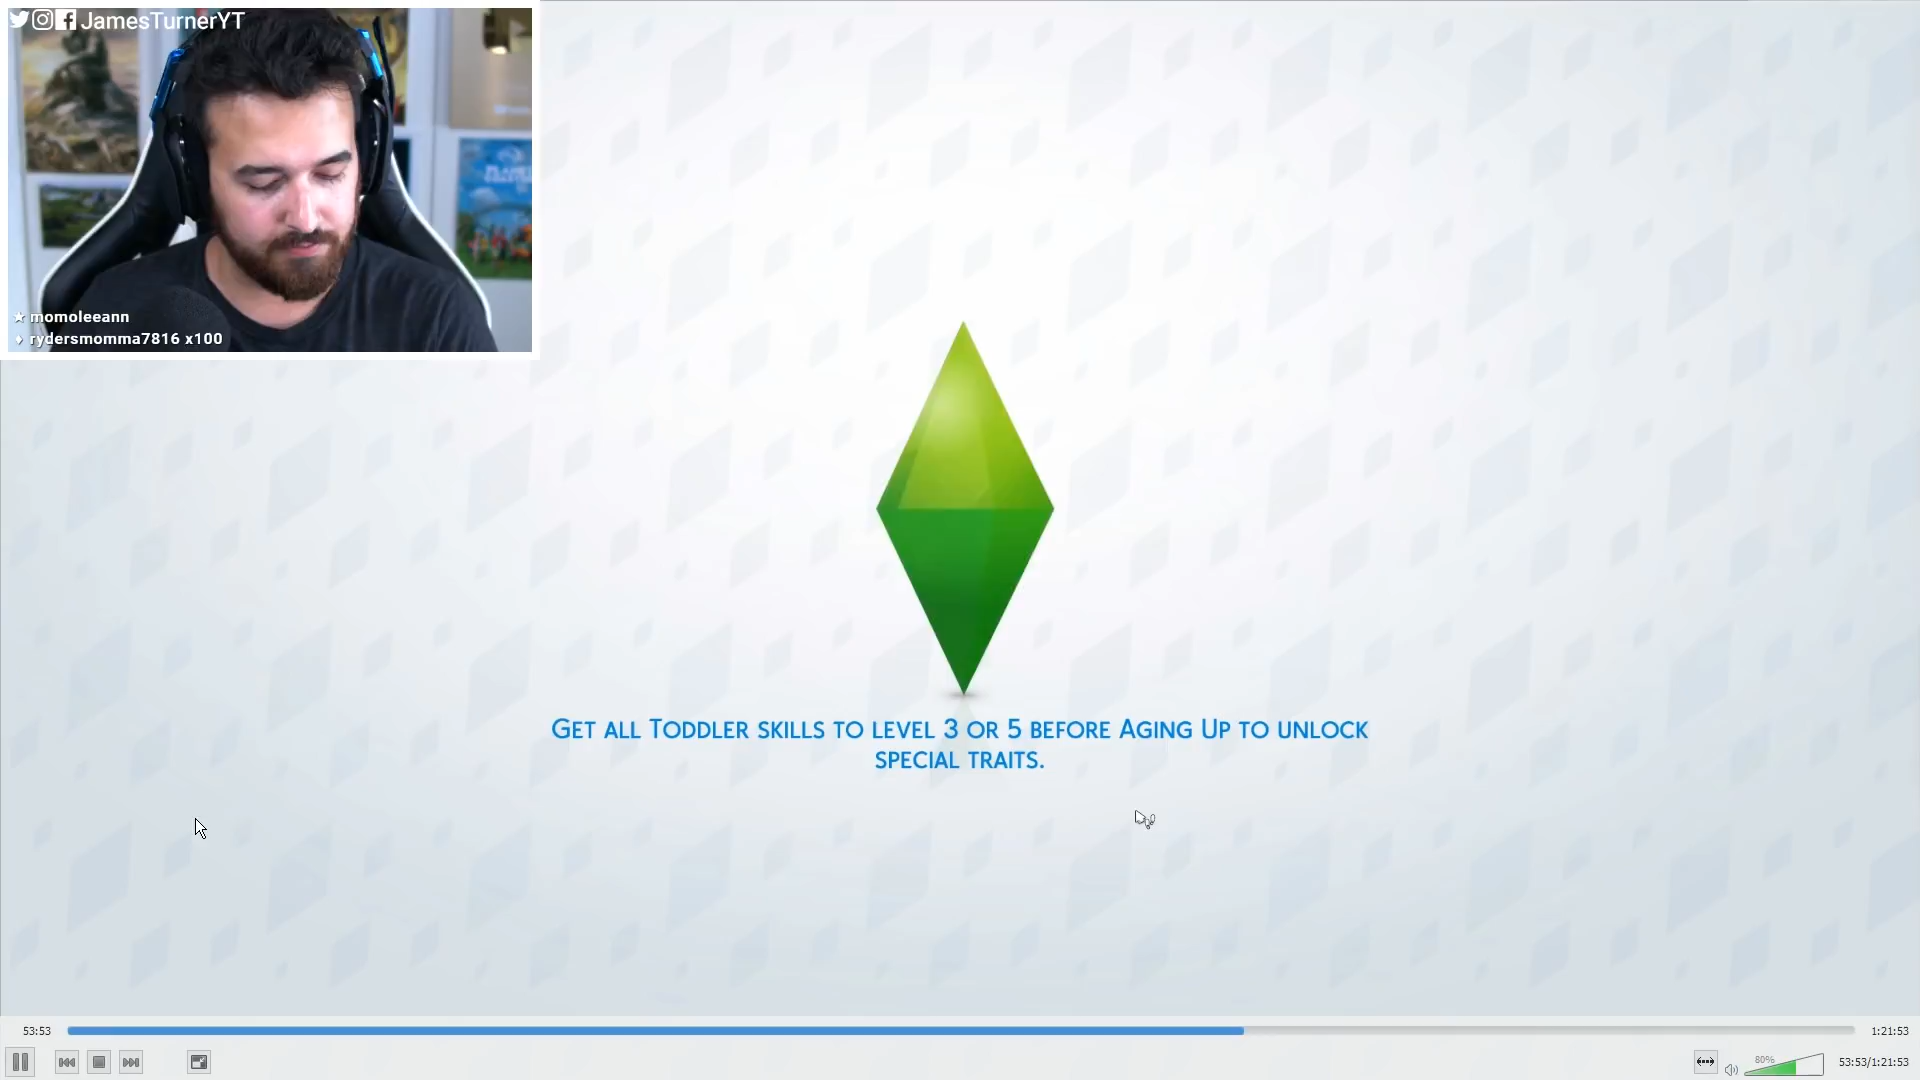 JamesTurnerYT
PLANET
momoleeann
rydersmomma7816 x100
GET ALL TODDLER SKILLS TO LEVEL 3 OR 5 BEFORE AGING UP TO UNLOCK
SPECIAL TRAITS.
53:53
1:21:53
80%
53:53/1:21:53